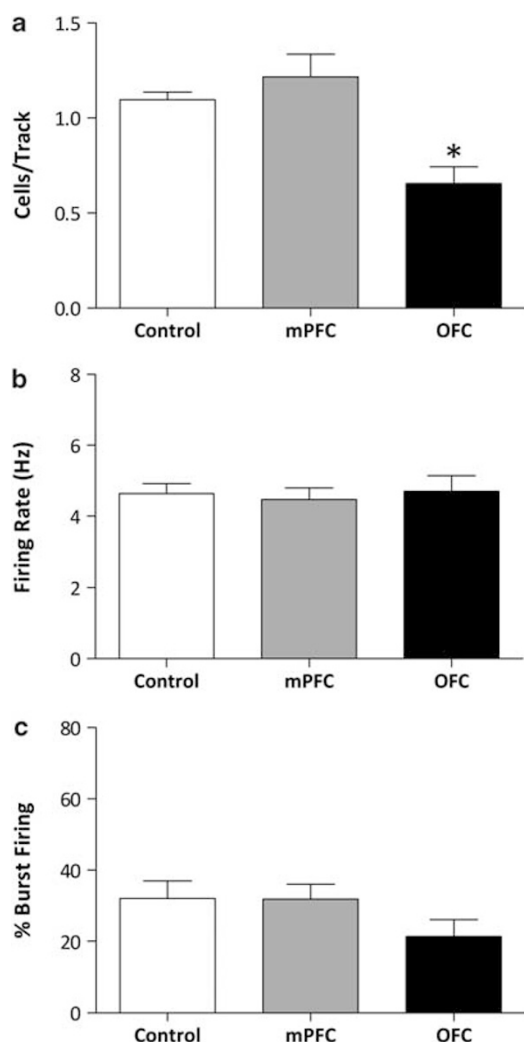 a
Cells/Track
1.5
1.0
0.5
0.0
*
Control mPFC OFC
b
Firing Rate (Hz)
8
6
4
2
0
Control mPFC OFC
c
% Burst Firing
80
60
40
20
0
Control mPFC OFC